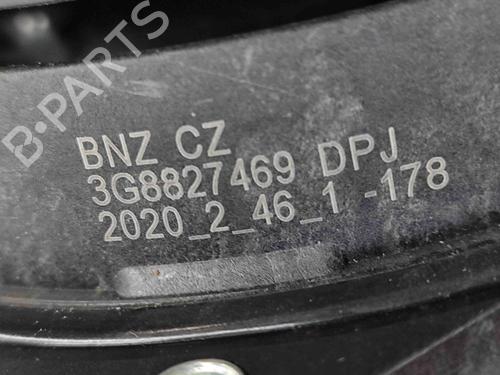 B-PARTS
BNZ CZ
3G8827469 DPJ
2020_2_46_1 -178